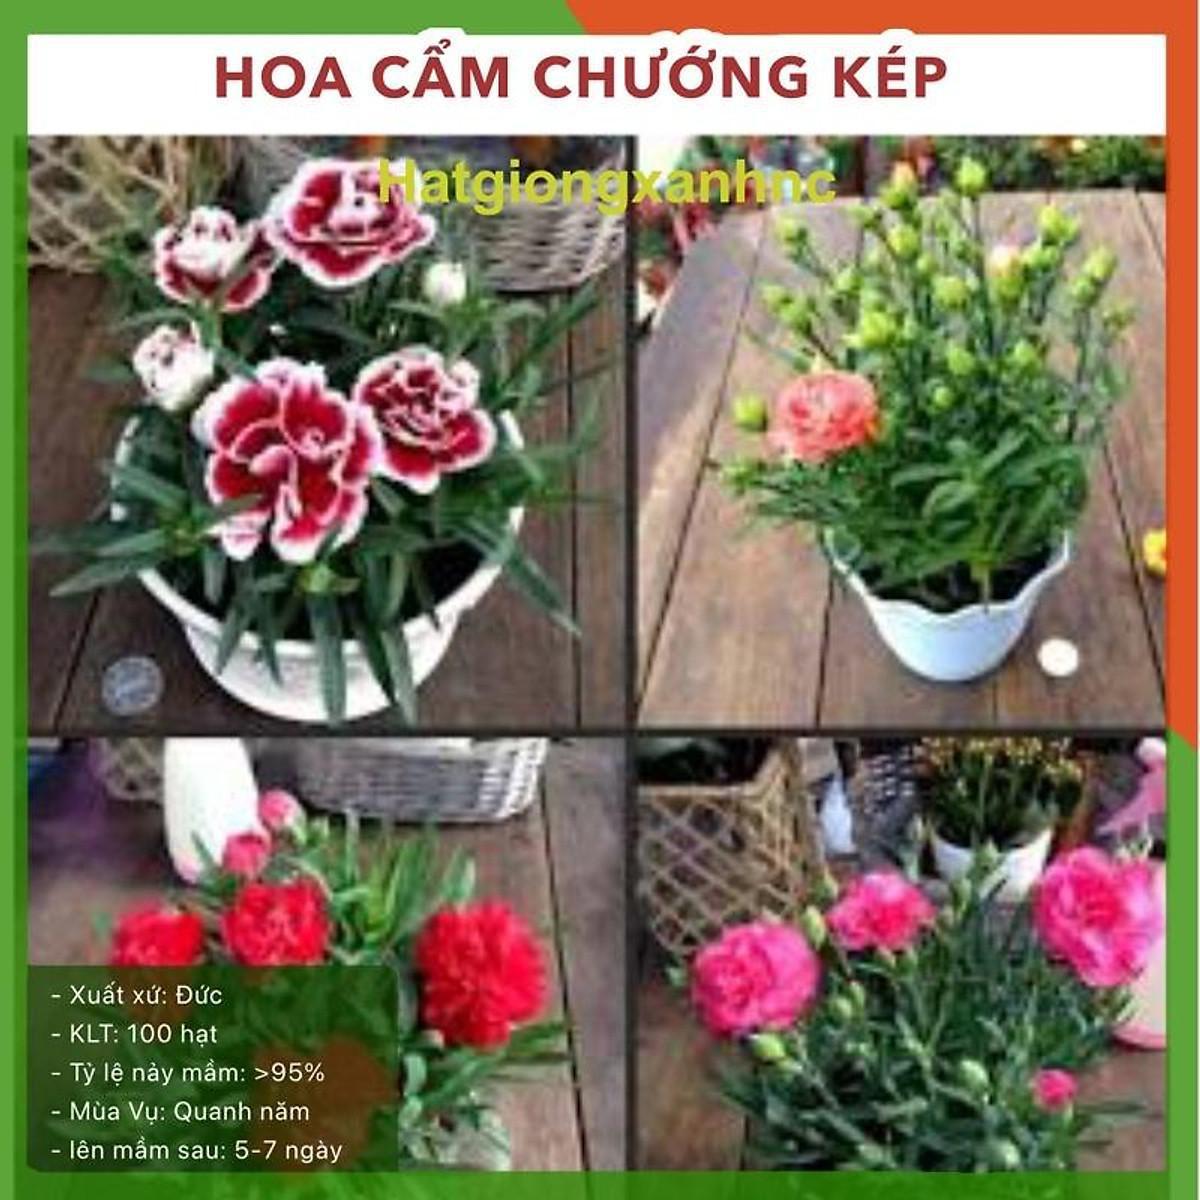 HOA CẨM CHƯỚNG KÉP
Hatgiongxanhnc
- Xuất xứ: Đức
- KLT: 100 hạt
- Tỷ lệ này mầm: >95%
- Mùa Vụ: Quanh năm
- lên mầm sau: 5-7 ngày